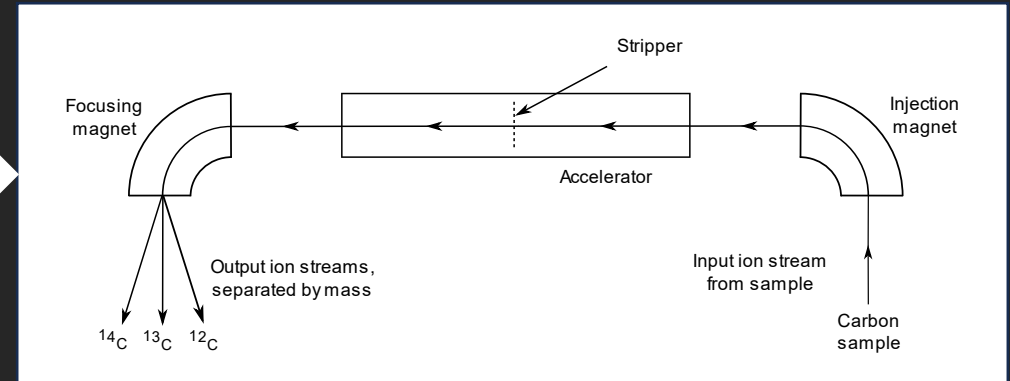 Stripper
Focusing
magnet
Injection
magnet
Accelerator
Output ion streams,
separated by mass
Input ion stream
from sample
¹⁴C ¹³C ¹²C
Carbon
sample